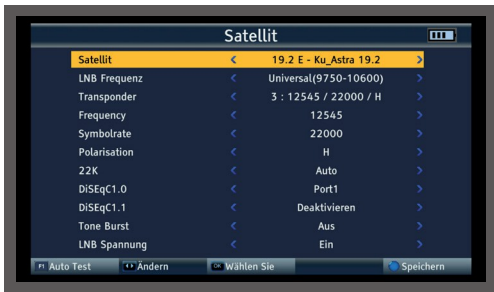 Satellit
Satellit 19.2 E - Ku_Astra 19.2
LNB Frequenz Universal(9750-10600)
Transponder 3 : 12545 / 22000 / H
Frequency 12545
Symbolrate 22000
Polarisation H
22K Auto
DiSEqC1.0 Port1
DiSEqC1.1 Deaktivieren
Tone Burst Aus
LNB Spannung Ein
F1 Auto Test Ändern OK Wählen Sie Speichern